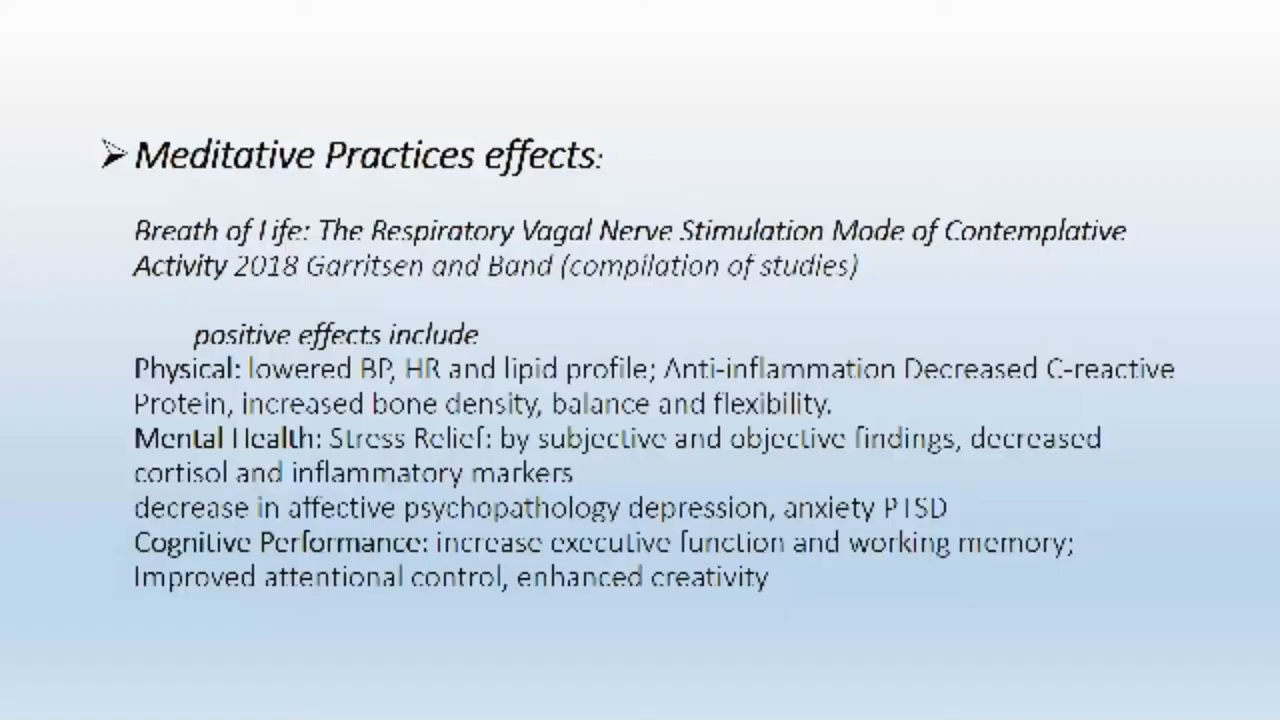 Meditative Practices effects:
Breath of Life: The Respiratory Vagal Nerve Stimulation Mode of Contemplative
Activity 2018 Garritsen and Band (compilation of studies)
positive effects include
Physical: lowered BP, HR and lipid profile; Anti-inflammation Decreased C-reactive
Protein, increased bone density, balance and flexibility.
Mental Health: Stress Relief: by subjective and objective findings, decreased
cortisol and inflammatory markers
decrease in affective psychopathology depression, anxiety PTSD
Cognitive Performance: increase executive function and working memory;
Improved attentional control, enhanced creativity